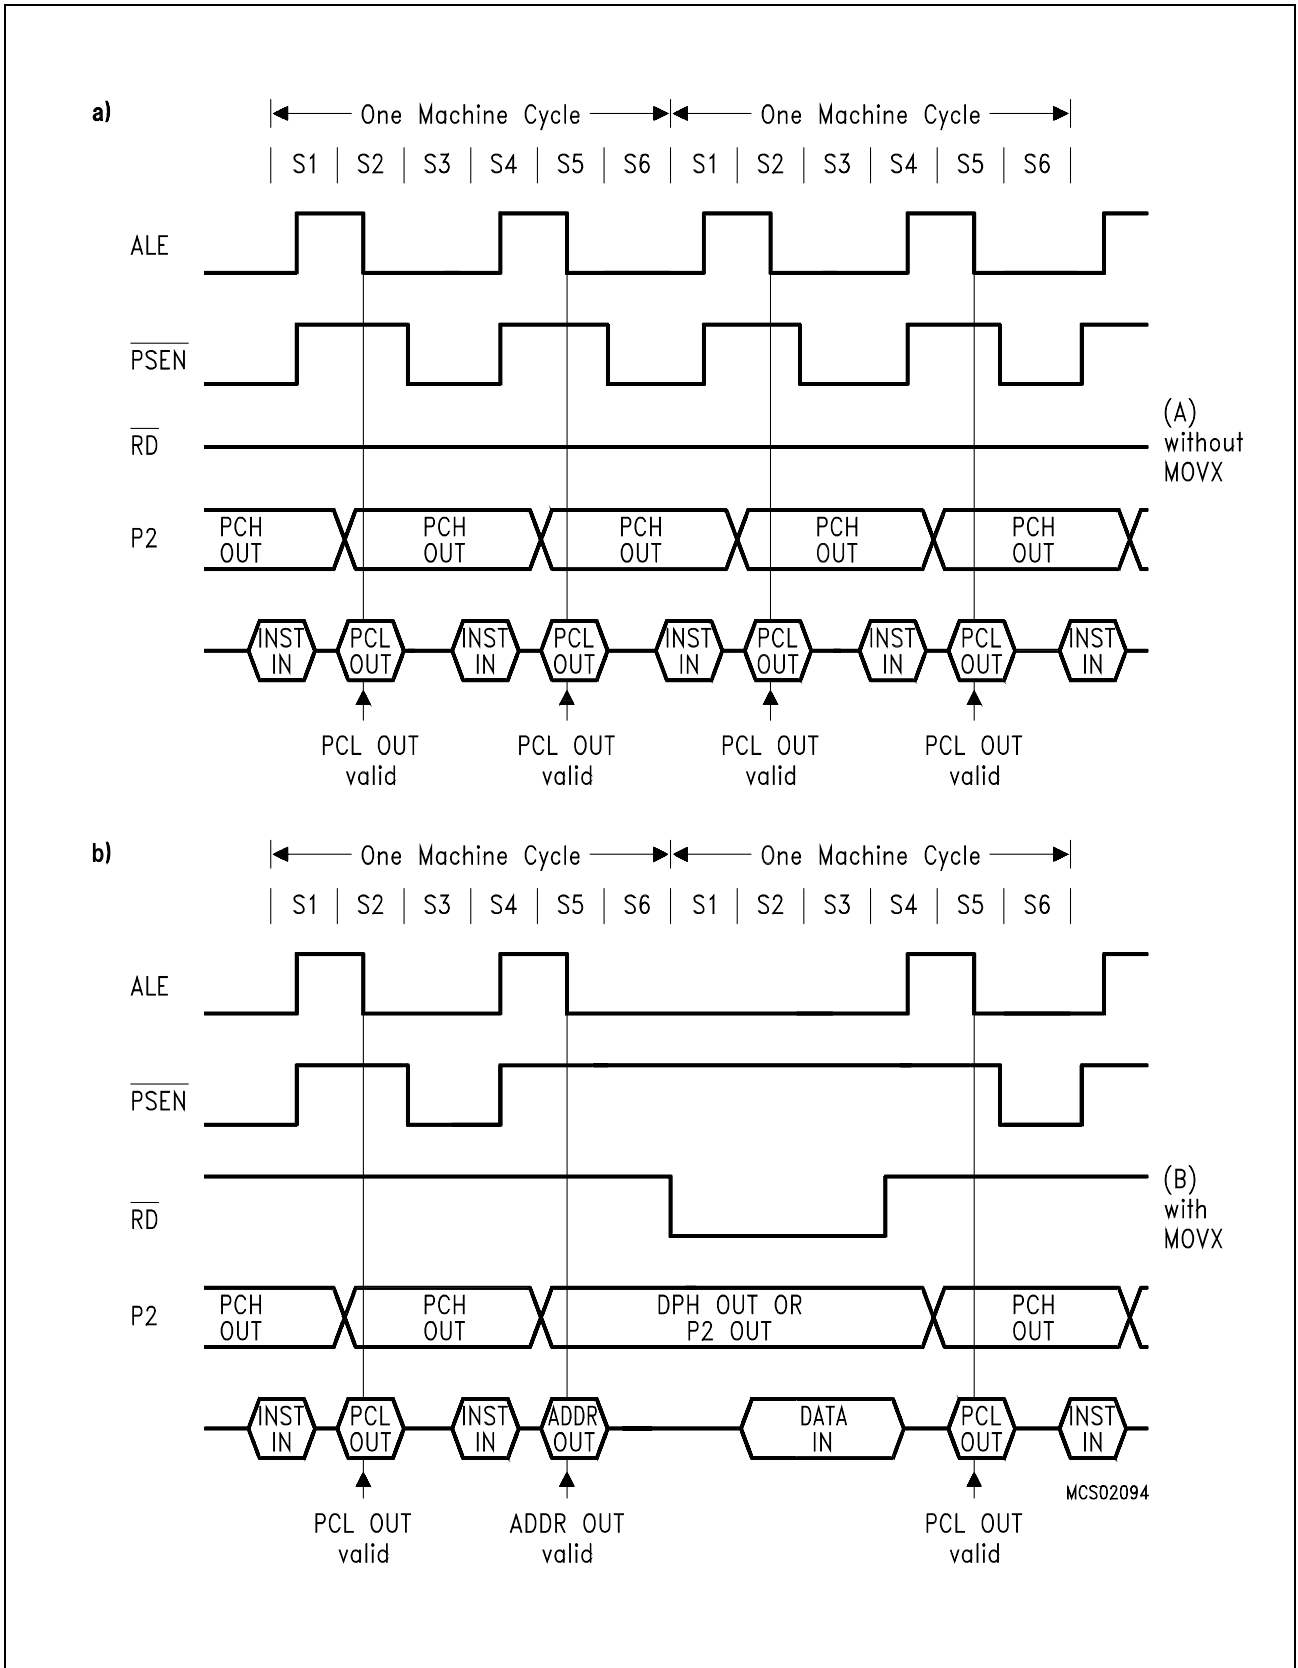 a)
One Machine Cycle One Machine Cycle
S1 S2 S3 S4 S5 S6 S1 S2 S3 S4 S5 S6
ALE
PSEN
RD
(A)
without
MOVX
P2
PCH OUT PCH OUT PCH OUT PCH OUT PCH OUT
INST IN PCL OUT INST IN PCL OUT INST IN PCL OUT INST IN PCL OUT INST IN
PCL OUT valid PCL OUT valid PCL OUT valid PCL OUT valid
b)
One Machine Cycle One Machine Cycle
S1 S2 S3 S4 S5 S6 S1 S2 S3 S4 S5 S6
ALE
PSEN
RD
(B)
with
MOVX
P2
PCH OUT PCH OUT DPH OUT OR P2 OUT PCH OUT
INST IN PCL OUT INST IN ADDR OUT DATA IN PCL OUT INST IN
MCS02094
PCL OUT valid ADDR OUT valid PCL OUT valid